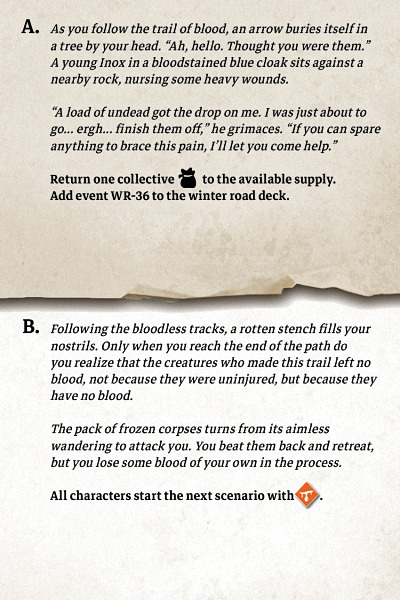 A. As you follow the trail of blood, an arrow buries itself in
a tree by your head. “Ah, hello. Thought you were them.”
A young Inox in a bloodstained blue cloak sits against a
nearby rock, nursing some heavy wounds.
“A load of undead got the drop on me. I was just about to
go... ergh... finish them off,” he grimaces. “If you can spare
anything to brace this pain, I’ll let you come help.”
Return one collective to the available supply.
Add event WR-36 to the winter road deck.
B. Following the bloodless tracks, a rotten stench fills your
nostrils. Only when you reach the end of the path do
you realize that the creatures who made this trail left no
blood, not because they were uninjured, but because they
have no blood.
The pack of frozen corpses turns from its aimless
wandering to attack you. You beat them back and retreat,
but you lose some blood of your own in the process.
All characters start the next scenario with .